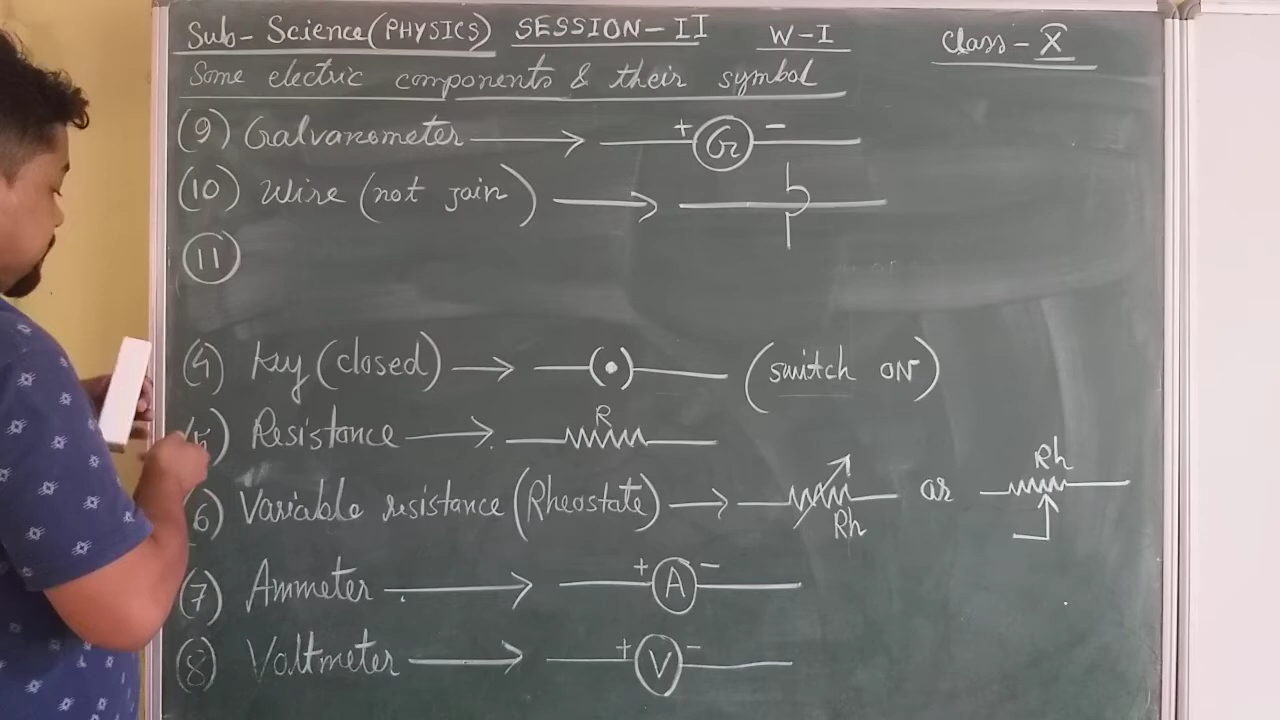 Sub- Science (PHYSICS) SESSION-II W-I Class-X
Some electric components & their symbol
(9) Galvanometer + G -
(10) Wire (not join)
(11)
(4) Key (closed) (switch ON)
(5) Resistance R
(6) Variable resistance (Rheostate) Rh or Rh
(7) Ammeter + A -
(8) Voltmeter + V -